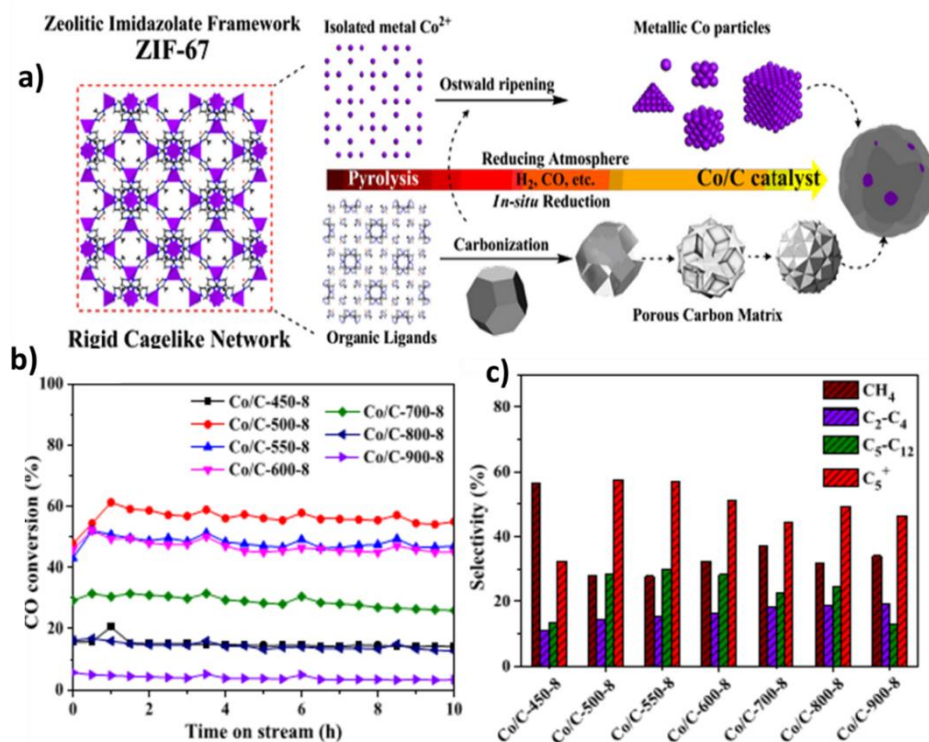 Zeolitic Imidazolate Framework
ZIF-67
a)
Rigid Cagelike Network
Isolated metal Co²⁺
Metallic Co particles
Ostwald ripening
Reducing Atmosphere
Pyrolysis
H₂, CO, etc.
Co/C catalyst
In-situ Reduction
Carbonization
Organic Ligands
Porous Carbon Matrix
b)
CO conversion (%)
100
80
60
40
20
0
Co/C-450-8
Co/C-500-8
Co/C-550-8
Co/C-600-8
Co/C-700-8
Co/C-800-8
Co/C-900-8
0 2 4 6 8 10
Time on stream (h)
c)
Selectivity (%)
80
60
40
20
0
CH₄
C₂-C₄
C₅-C₁₂
C₅⁺
Co/C-450-8
Co/C-500-8
Co/C-550-8
Co/C-600-8
Co/C-700-8
Co/C-800-8
Co/C-900-8